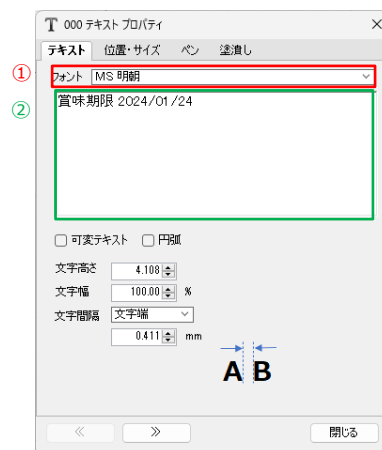 000 テキスト プロパティ
テキスト 位置・サイズ ペン 塗潰し
① フォント MS 明朝
② 賞味期限 2024/01/24
可変テキスト 円弧
文字高さ 4.108
文字幅 100.00 %
文字間隔 文字端
0.411 mm
A B
閉じる